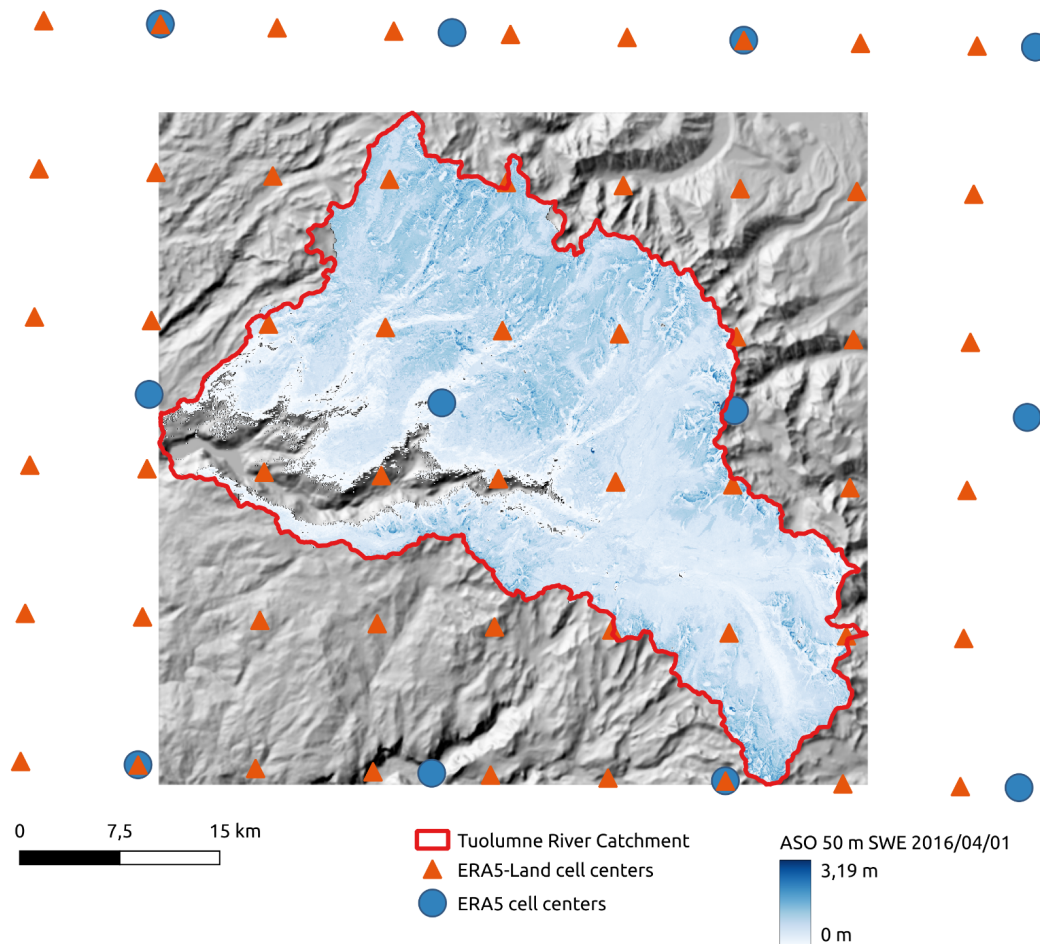 0 7,5 15 km
Tuolumne River Catchment
ERA5-Land cell centers
ERA5 cell centers
ASO 50 m SWE 2016/04/01
3,19 m
0 m